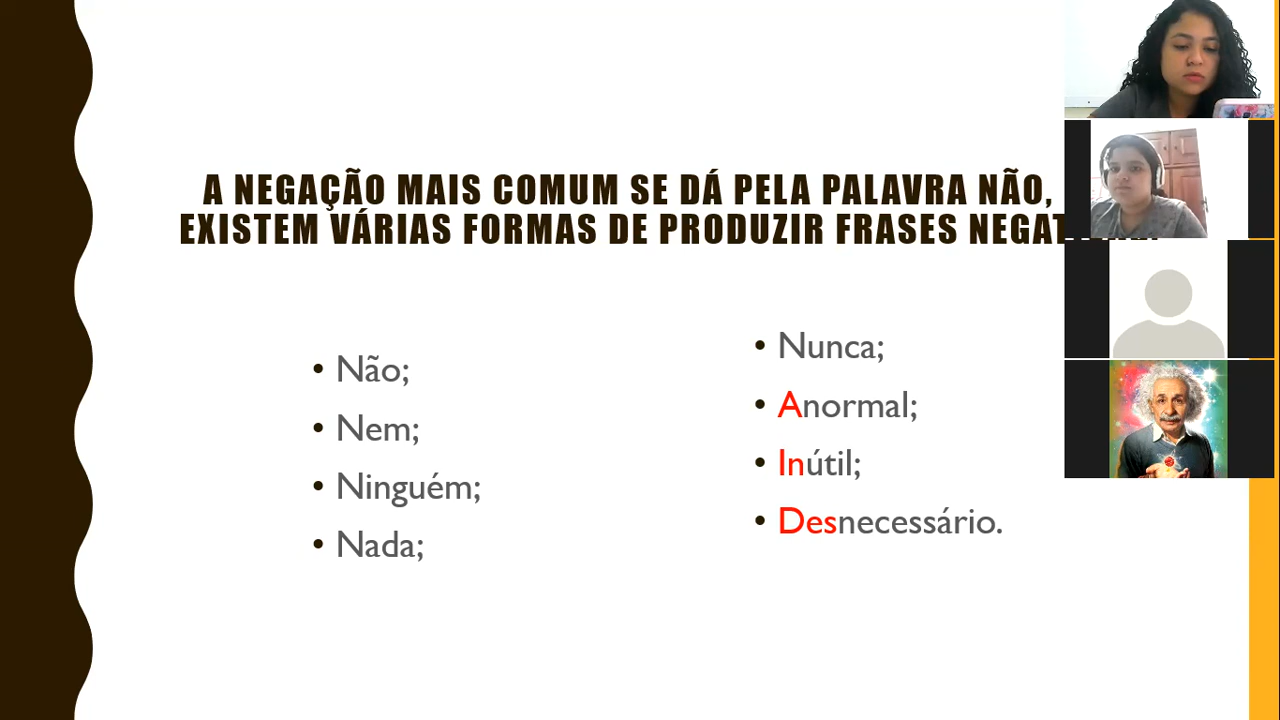 A NEGAÇÃO MAIS COMUM SE DÁ PELA PALAVRA NÃO,
EXISTEM VÁRIAS FORMAS DE PRODUZIR FRASES
• Não;
• Nem;
• Ninguém;
• Nada;
• Nunca;
• Anormal;
• Inútil;
• Desnecessário.